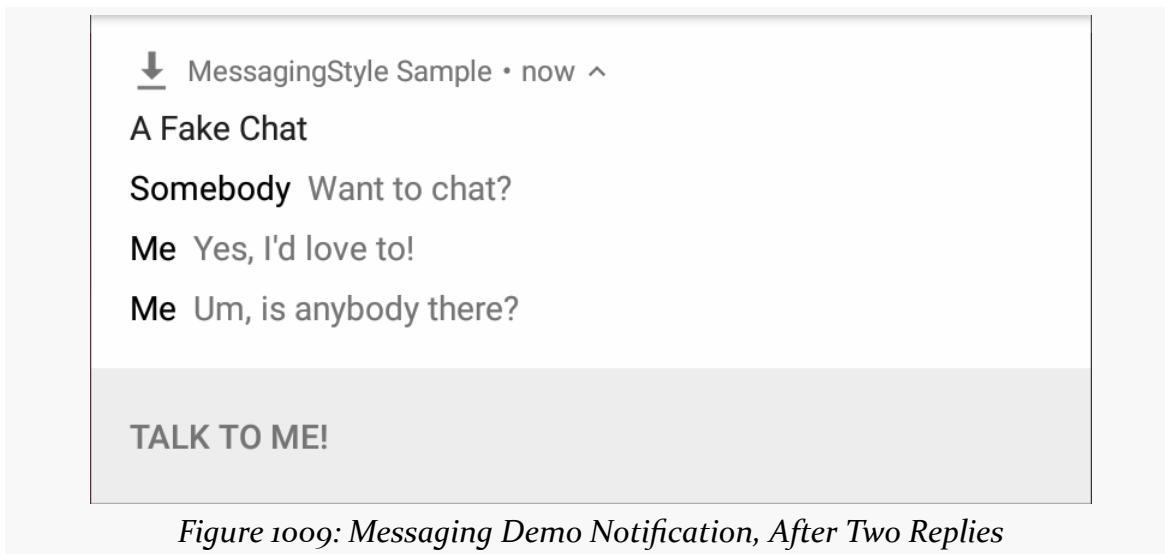 MessagingStyle Sample • now
A Fake Chat
Somebody Want to chat?
Me Yes, I'd love to!
Me Um, is anybody there?
TALK TO ME!
Figure 1009: Messaging Demo Notification, After Two Replies